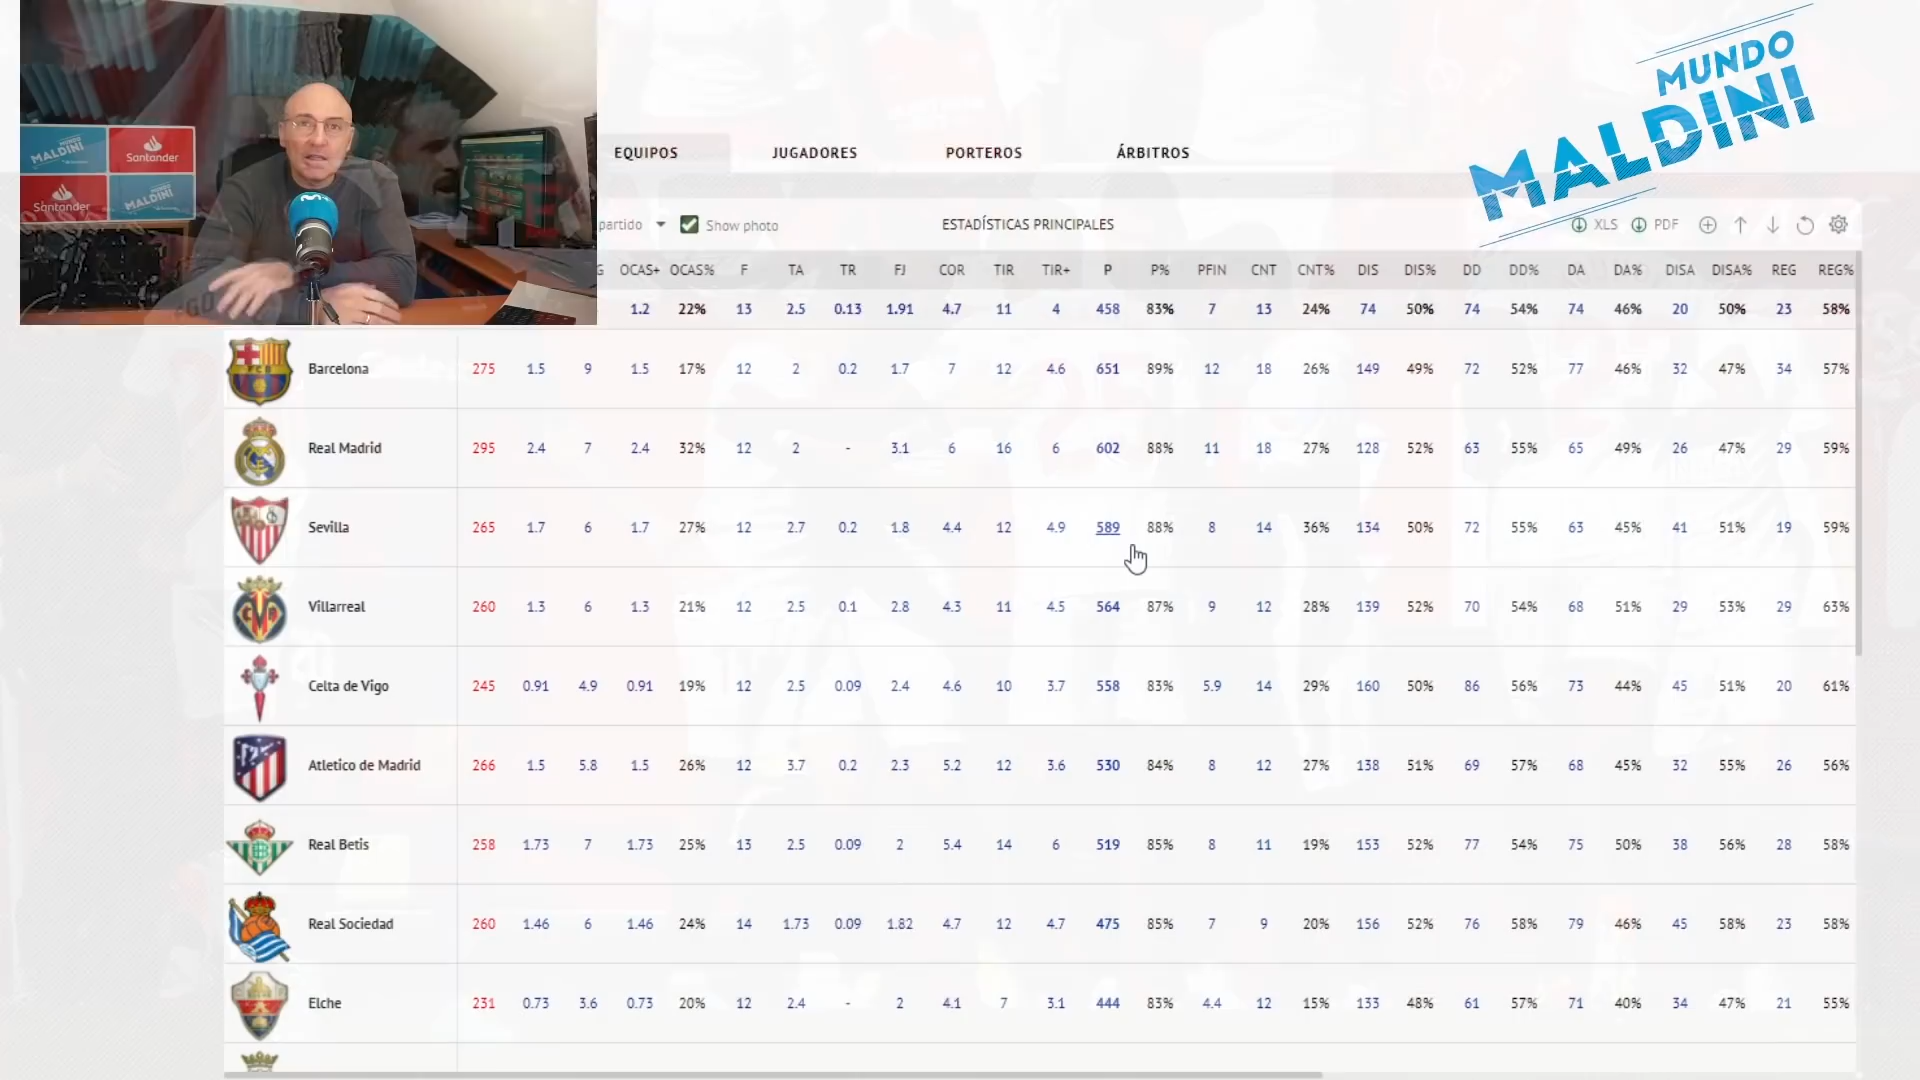 MUNDO
MALDINI
MUNDO
MALDINI
Santander
Santander
MUNDO
MALDINI
EQUIPOS JUGADORES PORTEROS ÁRBITROS
partido Show photo ESTADÍSTICAS PRINCIPALES XLS PDF
OCAS+ OCAS% F TA TR FJ COR TIR TIR+ P P% PFIN CNT CNT% DIS DIS% DD DD% DA DA% DISA DISA% REG REG%
1.2 22% 13 2.5 0.13 1.91 4.7 11 4 458 83% 7 13 24% 74 50% 74 54% 74 46% 20 50% 23 58%
Barcelona 275 1.5 9 1.5 17% 12 2 0.2 1.7 7 12 4.6 651 89% 12 18 26% 149 49% 72 52% 77 46% 32 47% 34 57%
Real Madrid 295 2.4 7 2.4 32% 12 2 - 3.1 6 16 6 602 88% 11 18 27% 128 52% 63 55% 65 49% 26 47% 29 59%
Sevilla 265 1.7 6 1.7 27% 12 2.7 0.2 1.8 4.4 12 4.9 589 88% 8 14 36% 134 50% 72 55% 63 45% 41 51% 19 59%
Villarreal 260 1.3 6 1.3 21% 12 2.5 0.1 2.8 4.3 11 4.5 564 87% 9 12 28% 139 52% 70 54% 68 51% 29 53% 29 63%
Celta de Vigo 245 0.91 4.9 0.91 19% 12 2.5 0.09 2.4 4.6 10 3.7 558 83% 5.9 14 29% 160 50% 86 56% 73 44% 45 51% 20 61%
Atletico de Madrid 266 1.5 5.8 1.5 26% 12 3.7 0.2 2.3 5.2 12 3.6 530 84% 8 12 27% 138 51% 69 57% 68 45% 32 55% 26 56%
Real Betis 258 1.73 7 1.73 25% 13 2.5 0.09 2 5.4 14 6 519 85% 8 11 19% 153 52% 77 54% 75 50% 38 56% 28 58%
Real Sociedad 260 1.46 6 1.46 24% 14 1.73 0.09 1.82 4.7 12 4.7 475 85% 7 9 20% 156 52% 76 58% 79 46% 45 58% 23 58%
Elche 231 0.73 3.6 0.73 20% 12 2.4 - 2 4.1 7 3.1 444 83% 4.4 12 15% 133 48% 61 57% 71 40% 34 47% 21 55%